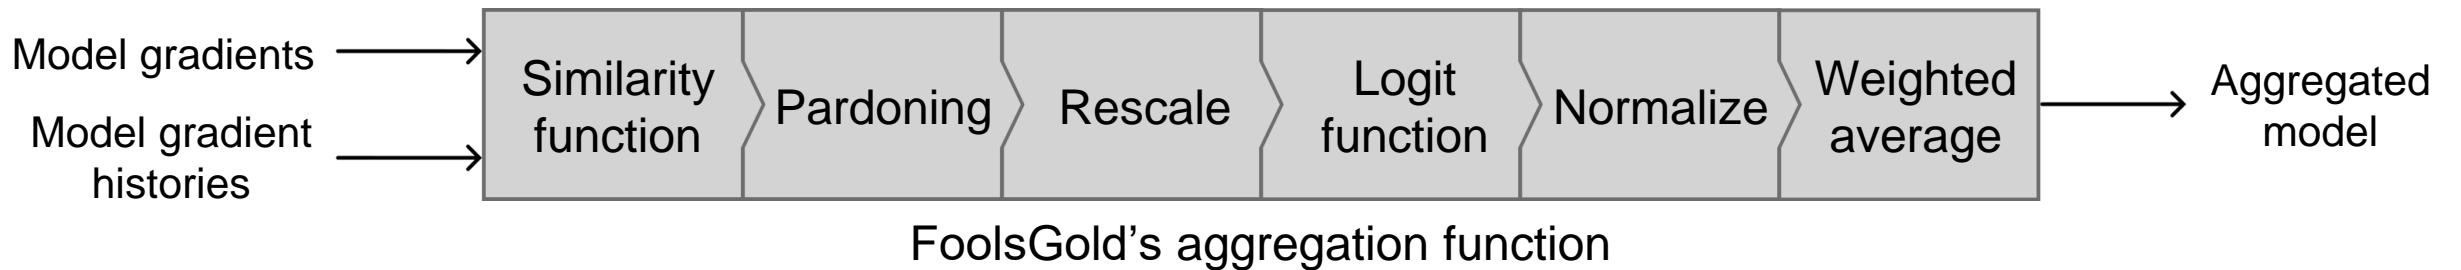 Model gradients
Model gradient
histories
Similarity
function
Pardoning
Rescale
Logit
function
Normalize
Weighted
average
Aggregated
model
FoolsGold’s aggregation function